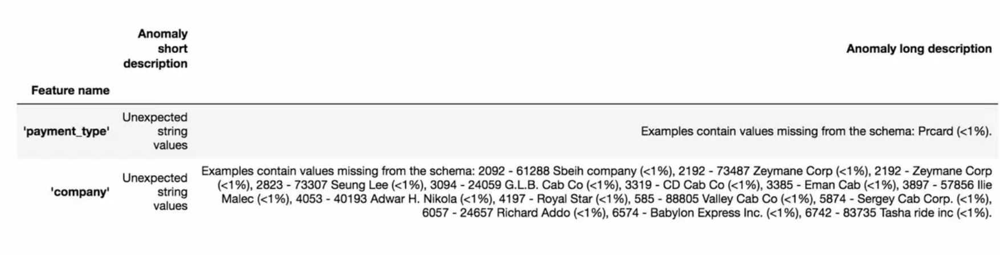 Anomaly
short
description
Anomaly long description
Feature name
'payment_type'
Unexpected
string
values
Examples contain values missing from the schema: Prcard (<1%).
'company'
Unexpected
string
values
Examples contain values missing from the schema: 2092 - 61288 Sbeih company (<1%), 2192 - 73487 Zeymane Corp (<1%), 2192 - Zeymane Corp
(<1%), 2823 - 73307 Seung Lee (<1%), 3094 - 24059 G.L.B. Cab Co (<1%), 3319 - CD Cab Co (<1%), 3385 - Eman Cab (<1%), 3897 - 57856 Ilie
Malec (<1%), 4053 - 40193 Adwar H. Nikola (<1%), 4197 - Royal Star (<1%), 585 - 88805 Valley Cab Co (<1%), 5874 - Sergey Cab Corp. (<1%),
6057 - 24657 Richard Addo (<1%), 6574 - Babylon Express Inc. (<1%), 6742 - 83735 Tasha ride inc (<1%).